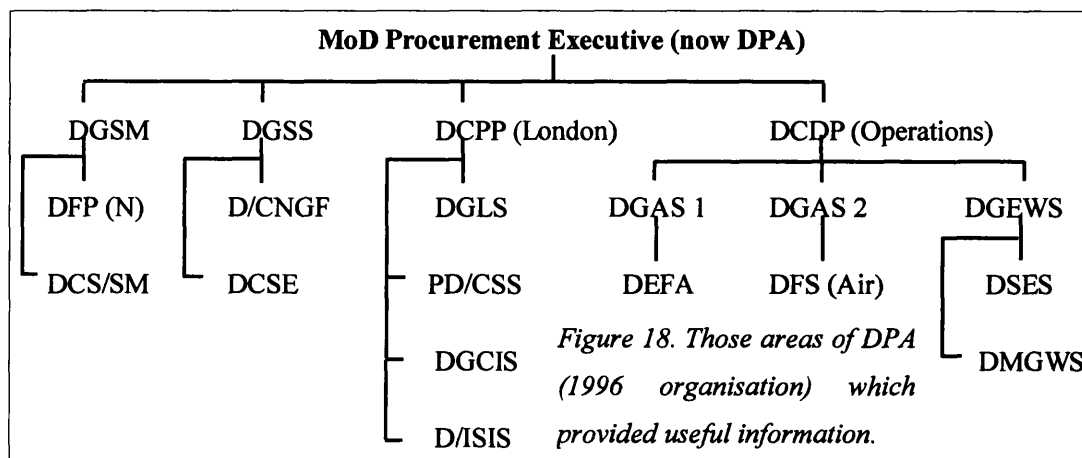 MoD Procurement Executive (now DPA)
DGSM DGSS DCPP (London) DCDP (Operations)
DFP (N) D/CNGF DGLS DGAS 1 DGAS 2 DGEWS
DCS/SM DCSE PD/CSS DEFA DFS (Air) DSES
Figure 18. Those areas of DPA
DGCIS (1996 organisation) which DMGWS
D/ISIS provided useful information.